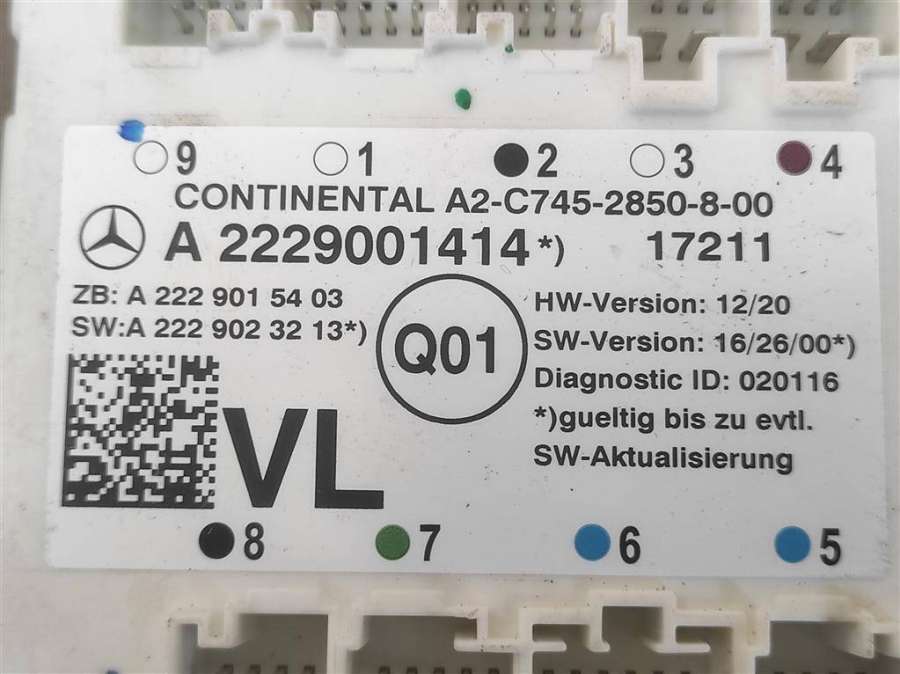 9 1 2 3 4
CONTINENTAL A2-C745-2850-8-00
A 2229001414*) 17211
ZB: A 222 901 54 03
SW:A 222 902 32 13*)
Q01
HW-Version: 12/20
SW-Version: 16/26/00*)
Diagnostic ID: 020116
*)gueltig bis zu evtl.
SW-Aktualisierung
VL
8 7 6 5